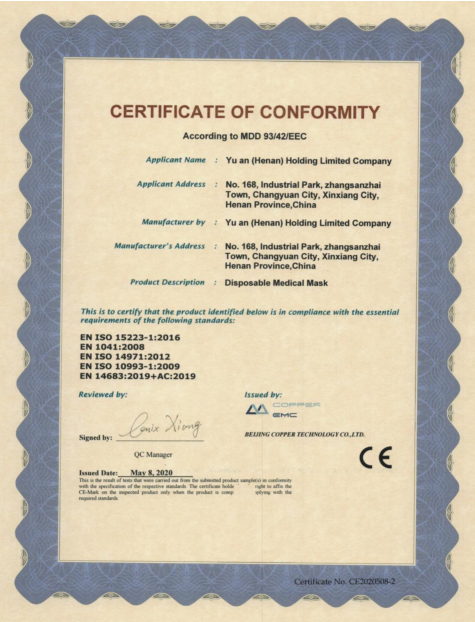 CERTIFICATE OF CONFORMITY
According to MDD 93/42/EEC
Applicant Name : Yu an (Henan) Holding Limited Company
Applicant Address : No. 168, Industrial Park, zhangsanzhai
Town, Changyuan City, Xinxiang City,
Henan Province,China
Manufacturer by : Yu an (Henan) Holding Limited Company
Manufacturer's Address : No. 168, Industrial Park, zhangsanzhai
Town, Changyuan City, Xinxiang City,
Henan Province,China
Product Description : Disposable Medical Mask
This is to certify that the product identified below is in compliance with the essential
requirements of the following standards:
EN ISO 15223-1:2016
EN 1041:2008
EN ISO 14971:2012
EN ISO 10993-1:2009
EN 14683:2019+AC:2019
Reviewed by:
Issued by:
COPPER
EMC
Signed by:
BEIJING COPPER TECHNOLOGY CO.,LTD.
QC Manager
CE
Issued Date: May 8, 2020
This is the result of tests that were carried out from the submitted product sample(s) in conformity
with the specification of the respective standards. The certificate holde right to affix the
CE-Mark on the inspected product only when the product is comp plying with the
required standards
Certificate No. CE2020508-2